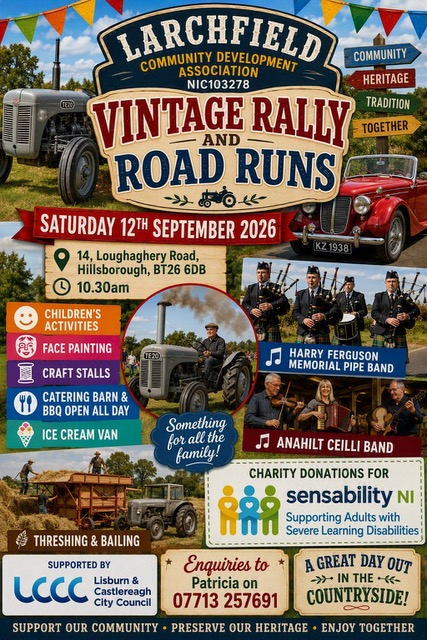 LARCHFIELD
COMMUNITY DEVELOPMENT
ASSOCIATION
NIC103278
VINTAGE RALLY
AND
ROAD RUNS
COMMUNITY
HERITAGE
TRADITION
TOGETHER
TE20
KZ 1938
SATURDAY 12TH SEPTEMBER 2026
14, Loughaghery Road,
Hillsborough, BT26 6DB
10.30am
CHILDREN'S
ACTIVITIES
FACE PAINTING
CRAFT STALLS
CATERING BARN &
BBQ OPEN ALL DAY
ICE CREAM VAN
TE20
Something
for all the
family!
HARRY FERGUSON
MEMORIAL PIPE BAND
ANAHILT CEILLI BAND
THRESHING & BAILING
CHARITY DONATIONS FOR
sensability NI
Supporting Adults with
Severe Learning Disabilities
SUPPORTED BY
LCCC
Lisburn &
Castlereagh
City Council
Enquiries to
Patricia on
07713 257691
A GREAT DAY OUT
IN THE
COUNTRYSIDE!
SUPPORT OUR COMMUNITY • PRESERVE OUR HERITAGE • ENJOY TOGETHER